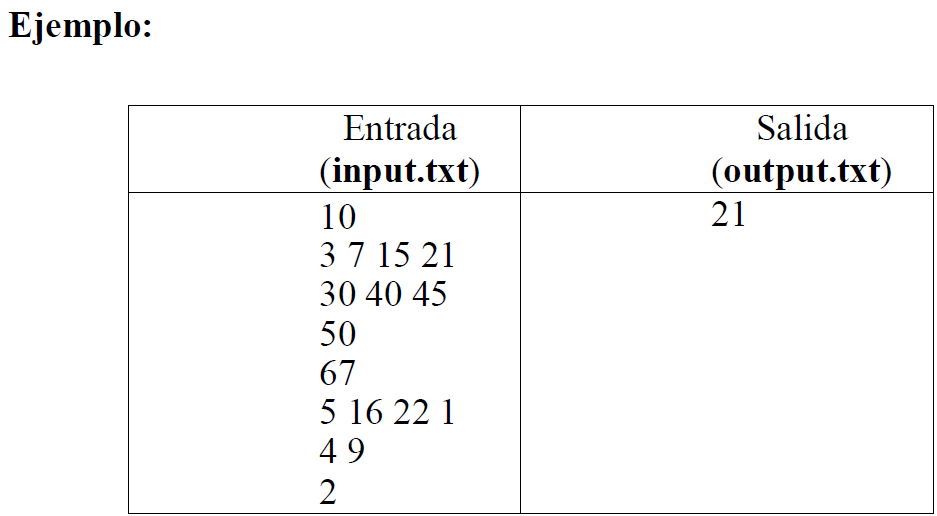 Ejemplo:
Entrada
(input.txt)
Salida
(output.txt)
10
3 7 15 21
30 40 45
50
67
5 16 22 1
4 9
2
21